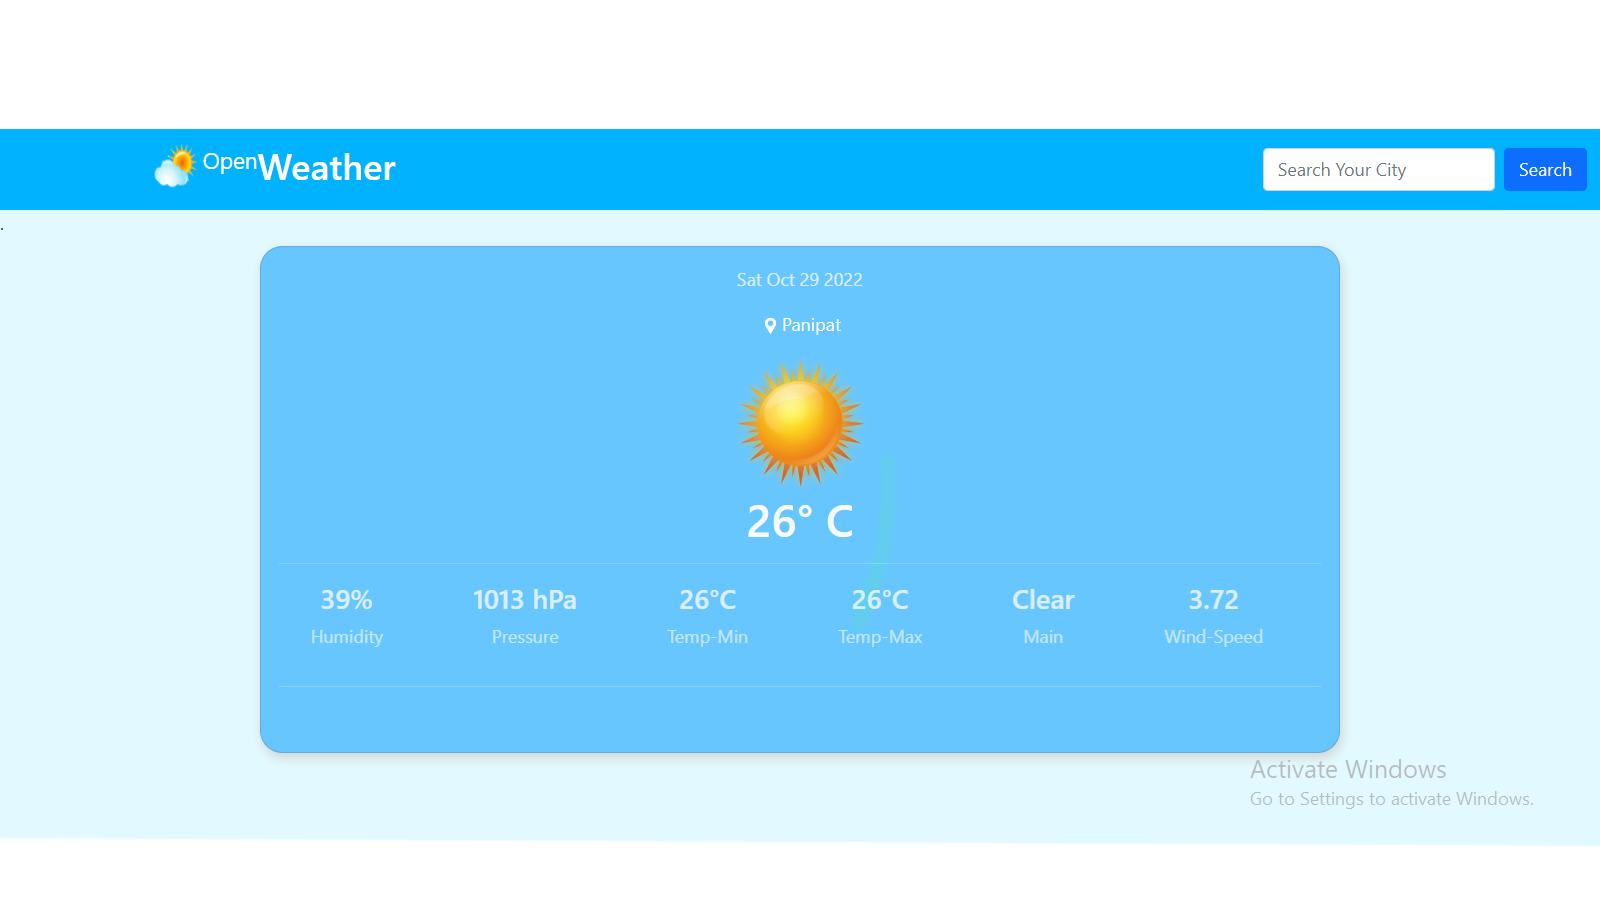 OpenWeather
Search Your City
Search
.
Sat Oct 29 2022
Panipat
26° C
39% 1013 hPa 26°C 26°C Clear 3.72
Humidity Pressure Temp-Min Temp-Max Main Wind-Speed
Activate Windows
Go to Settings to activate Windows.